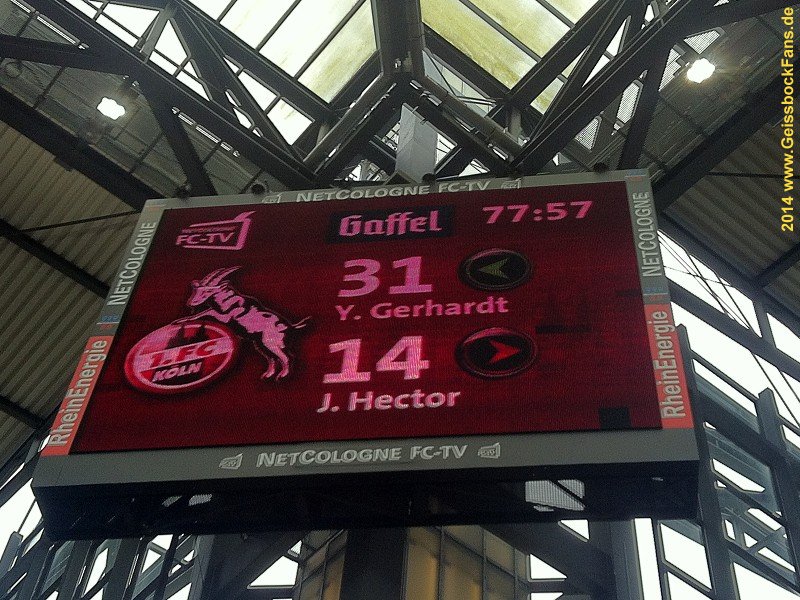 2014 www.GeissbockFans.de
NETCOLOGNE FC-TV
NETCOLOGNE
RheinEnergie
FC-TV
Gaffel
77:57
31
Y. Gerhardt
1.FC
KÖLN
14
J. Hector
NETCOLOGNE
RheinEnergie
NETCOLOGNE FC-TV